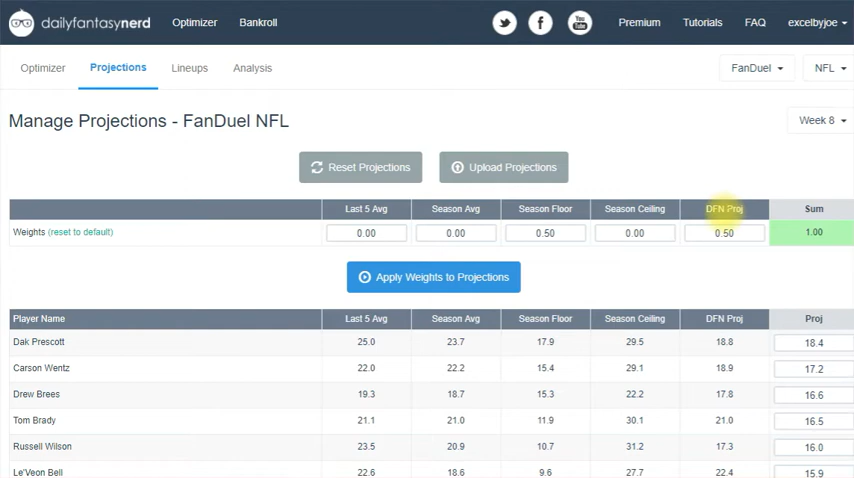 dailyfantasynerd Optimizer Bankroll Premium Tutorials FAQ excelbyjoe
Optimizer Projections Lineups Analysis FanDuel NFL
Manage Projections - FanDuel NFL Week 8
Reset Projections Upload Projections
Last 5 Avg Season Avg Season Floor Season Ceiling DFN Proj Sum
Weights (reset to default) 0.00 0.00 0.50 0.00 0.50 1.00
Apply Weights to Projections
Player Name Last 5 Avg Season Avg Season Floor Season Ceiling DFN Proj Proj
Dak Prescott 25.0 23.7 17.9 29.5 18.8 18.4
Carson Wentz 22.0 22.2 15.4 29.1 18.9 17.2
Drew Brees 19.3 18.7 15.3 22.2 17.8 16.6
Tom Brady 21.1 21.0 11.9 30.1 21.0 16.5
Russell Wilson 23.5 20.9 10.7 31.2 17.3 16.0
Le'Veon Bell 22.6 18.6 9.6 27.7 22.4 15.9